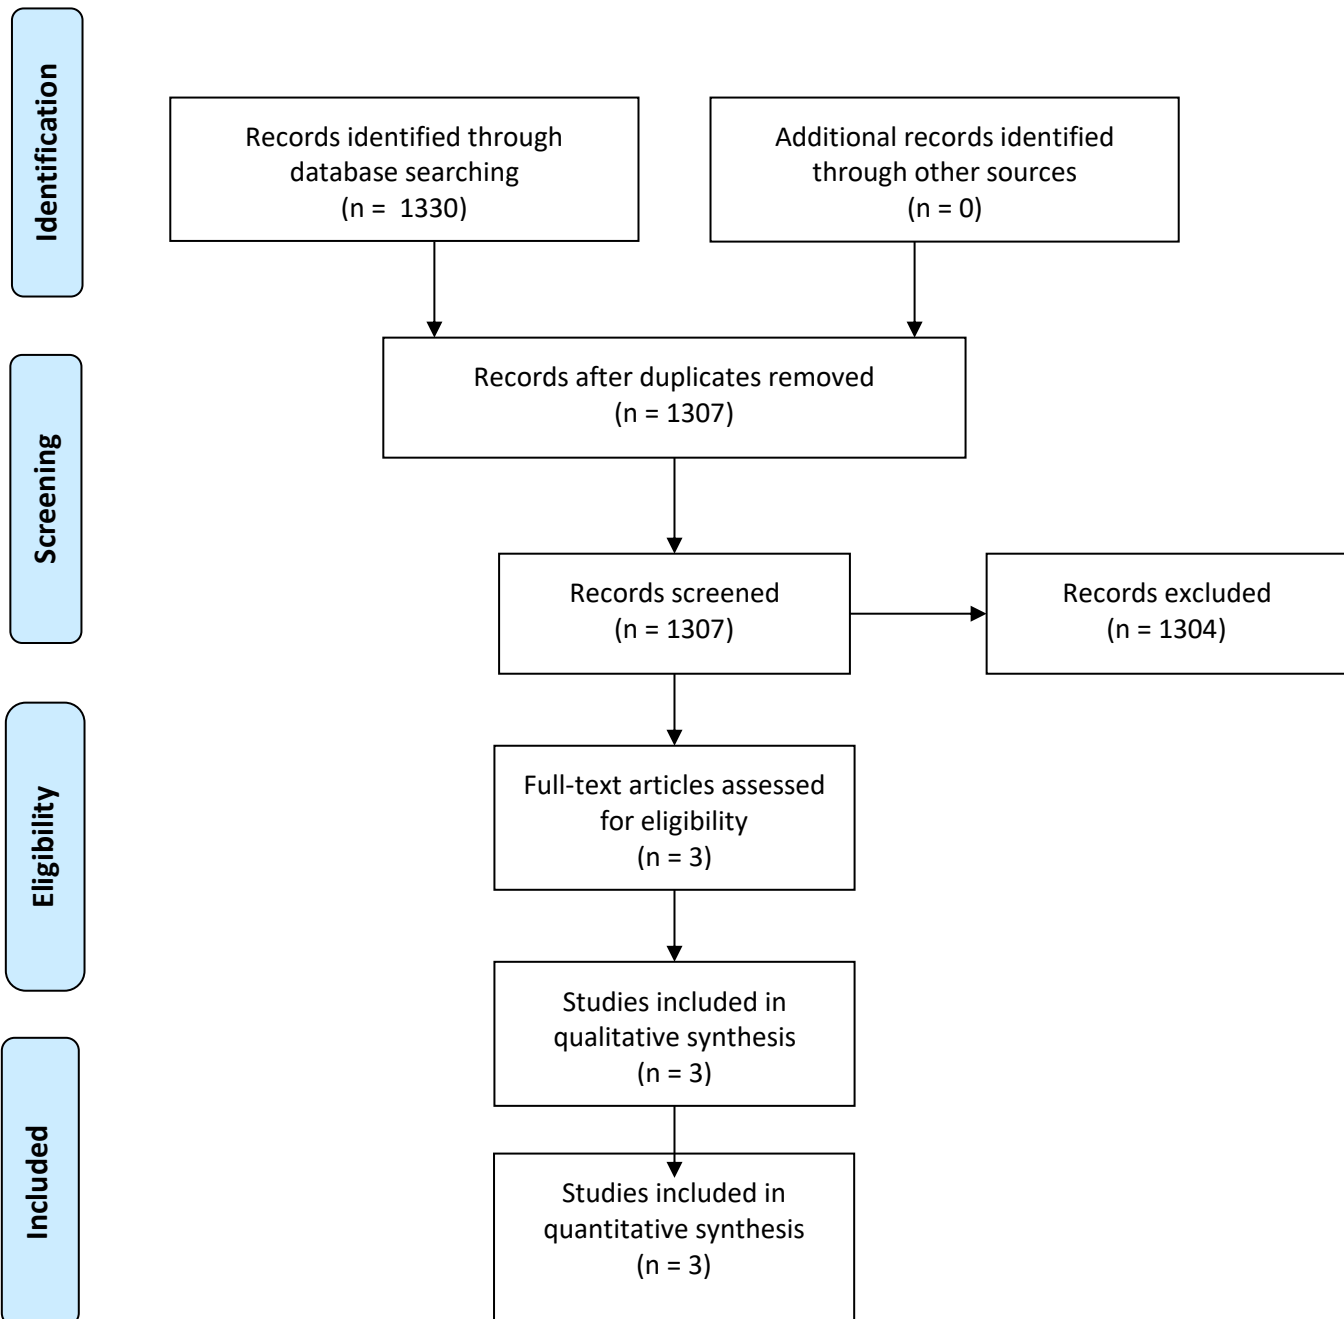 Identification
Records identified through
database searching
(n =  1330)
Additional records identified
through other sources
(n = 0)
Records after duplicates removed
(n = 1307)
Screening
Records screened
(n = 1307)
Records excluded
(n = 1304)
Eligibility
Full-text articles assessed
for eligibility
(n = 3)
Studies included in
qualitative synthesis
(n = 3)
Included
Studies included in
quantitative synthesis
(n = 3)